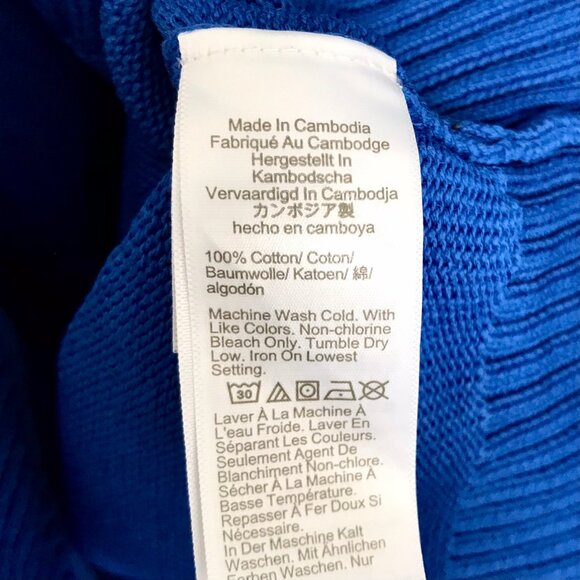 Made In Cambodia
Fabriqué Au Cambodge
Hergestellt In
Kambodscha
Vervaardigd In Cambodja
カンボジア製
hecho en camboya
100% Cotton/ Coton/
Baumwolle/ Katoen/ 綿/
algodón
Machine Wash Cold. With
Like Colors. Non-chlorine
Bleach Only. Tumble Dry
Low. Iron On Lowest
Setting.
30
Laver À La Machine À
L'eau Froide. Laver En
Séparant Les Couleurs.
Seulement Agent De
Blanchiment Non-chlore.
Sécher À La Machine À
Basse Température.
Repasser À Fer Doux Si
Nécessaire.
In Der Maschine Kalt
Waschen. Mit Ähnlichen
Farben Waschen. Nur